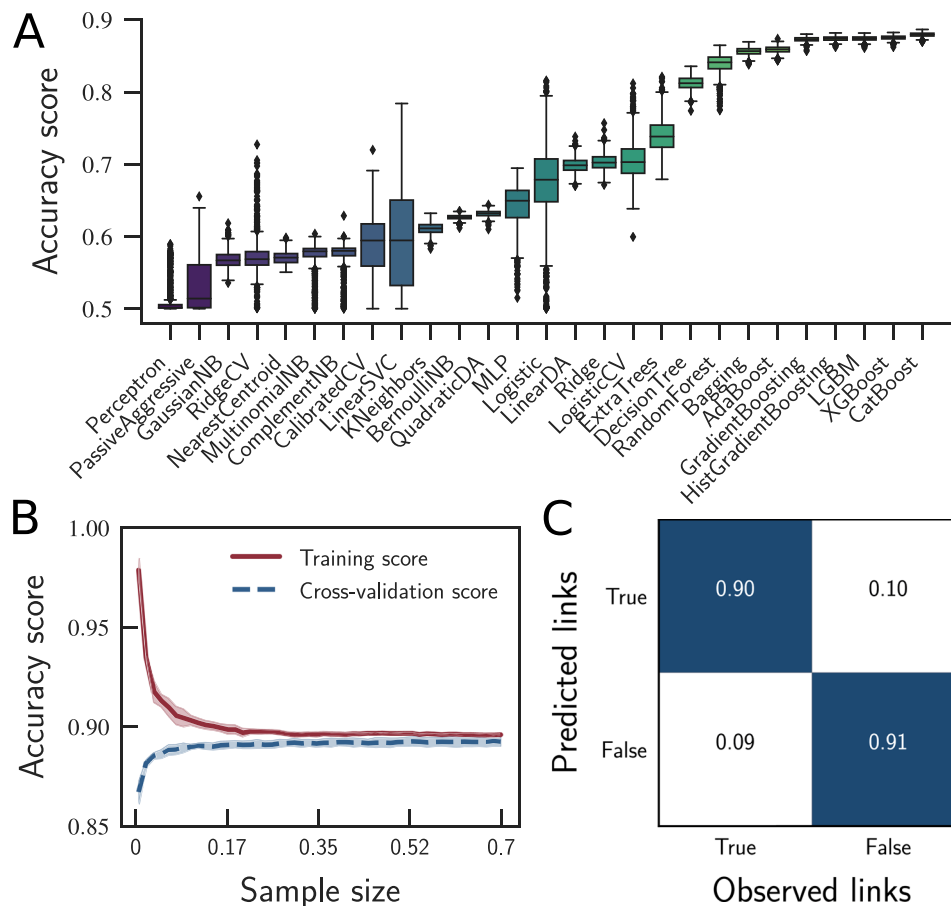 A
Accuracy score
0.9
0.8
0.7
0.6
0.5
Perceptron
PassiveAggressive
GaussianNB
RidgeCV
NearestCentroid
MultinomialNB
ComplementNB
CalibratedCV
LinearSVC
KNeighbors
BernoulliNB
QuadraticDA
MLP
Logistic
LinearDA
Ridge
LogisticCV
Extra Trees
DecisionTree
RandomForest
Bagging
AdaBoost
GradientBoosting
HistGradientBoosting
LGBM
XGBoost
CatBoost
B
Accuracy score
1.00
0.95
0.90
0.85
Training score
Cross-validation score
0 0.17 0.35 0.52 0.7
Sample size
C
Predicted links
True 0.90 0.10
False 0.09 0.91
True False
Observed links